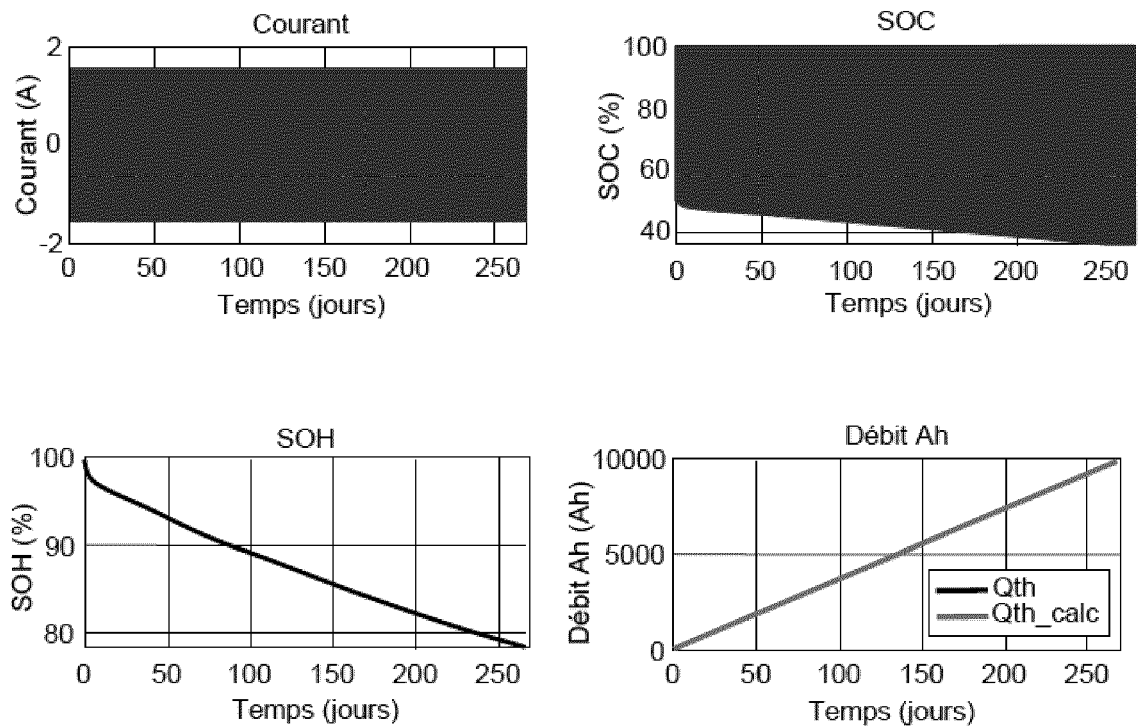 Courant
2
0
-2
Courant (A)
0 50 100 150 200 250
Temps (jours)
SOC
100
80
60
40
SOC (%)
0 50 100 150 200 250
Temps (jours)
SOH
100
90
80
SOH (%)
0 50 100 150 200 250
Temps (jours)
Débit Ah
10000
5000
0
Débit Ah (Ah)
Qth
Qth_calc
0 50 100 150 200 250
Temps (jours)